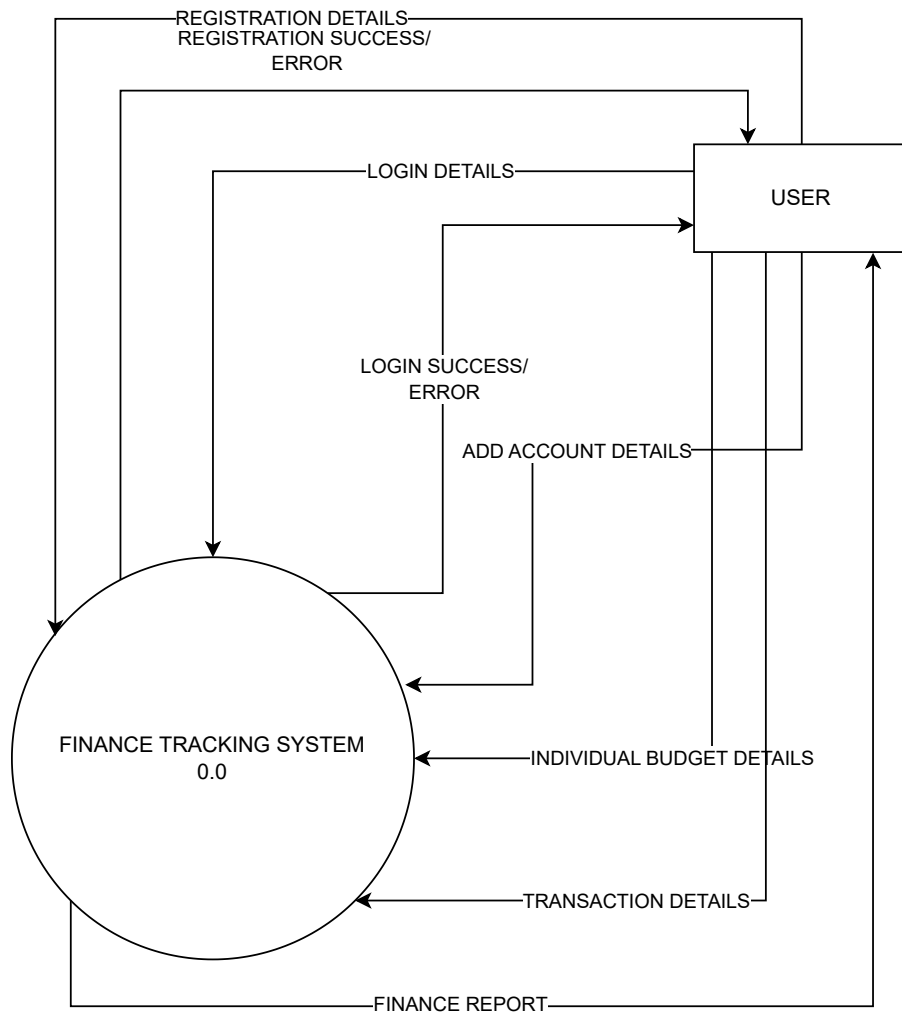 REGISTRATION DETAILS
REGISTRATION SUCCESS/
ERROR
LOGIN DETAILS
USER
LOGIN SUCCESS/
ERROR
ADD ACCOUNT DETAILS
FINANCE TRACKING SYSTEM
0.0
INDIVIDUAL BUDGET DETAILS
TRANSACTION DETAILS
FINANCE REPORT